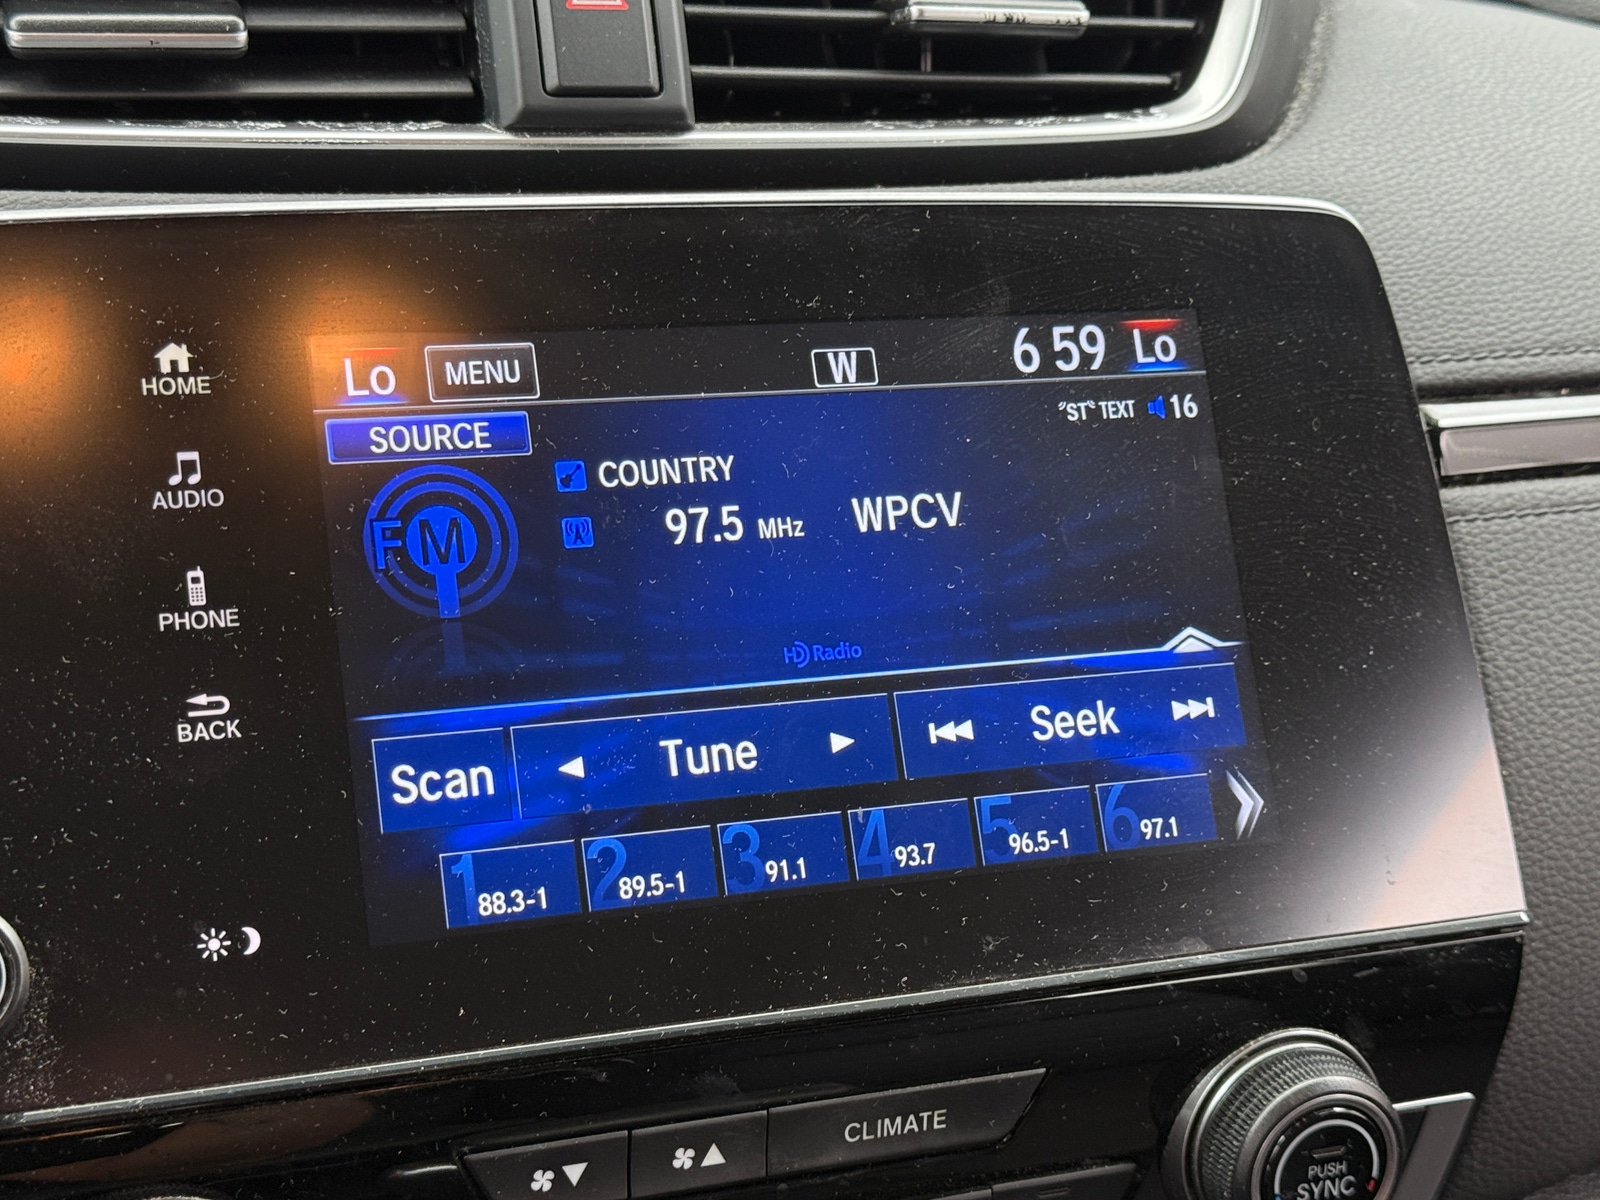 HOME
AUDIO
PHONE
BACK
Lo MENU W 6 59 Lo
SOURCE "ST" TEXT 16
FM
COUNTRY
97.5 MHz WPCV
HD Radio
Scan Tune Seek
1 88.3-1 2 89.5-1 3 91.1 4 93.7 5 96.5-1 6 97.1
CLIMATE
PUSH
SYNC